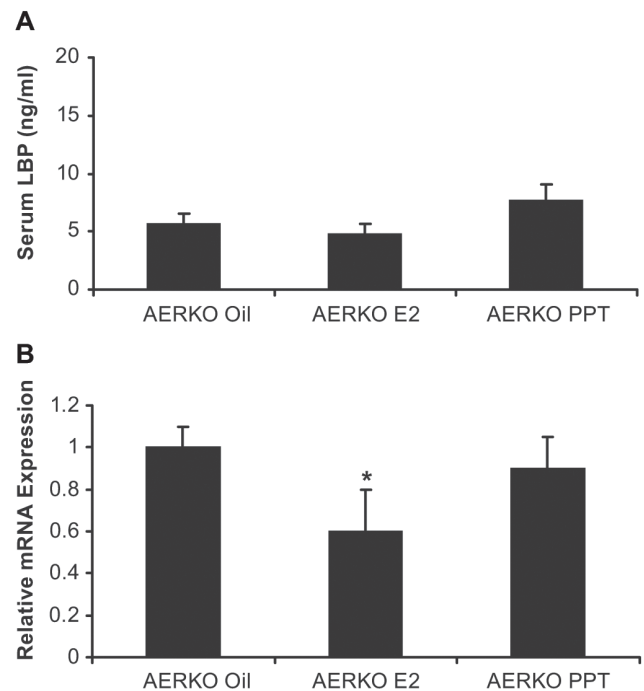 A
Serum LBP (ng/ml)
20
15
10
5
0
AERKO Oil
AERKO E2
AERKO PPT
B
Relative mRNA Expression
1.2
1
0.8
0.6
0.4
0.2
0
*
AERKO Oil
AERKO E2
AERKO PPT